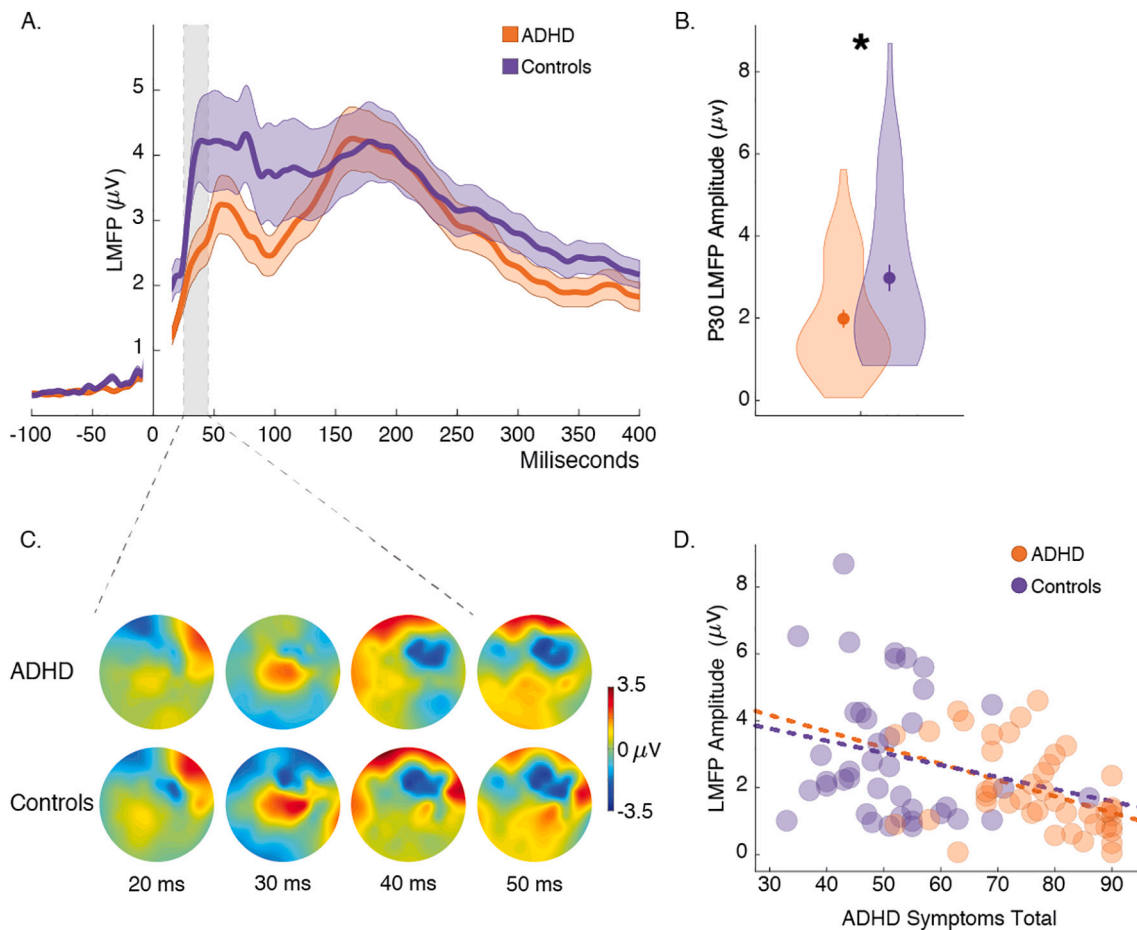 A.
ADHD
Controls
LMFP (μV)
5
4
3
2
1
-100 -50 0 50 100 150 200 250 300 350 400
Miliseconds
B.
*
P30 LMFP Amplitude (μv)
8
6
4
2
0
C.
ADHD
Controls
20 ms 30 ms 40 ms 50 ms
3.5
0 μV
-3.5
D.
ADHD
Controls
LMFP Amplitude (μV)
8
6
4
2
0
30 40 50 60 70 80 90
ADHD Symptoms Total